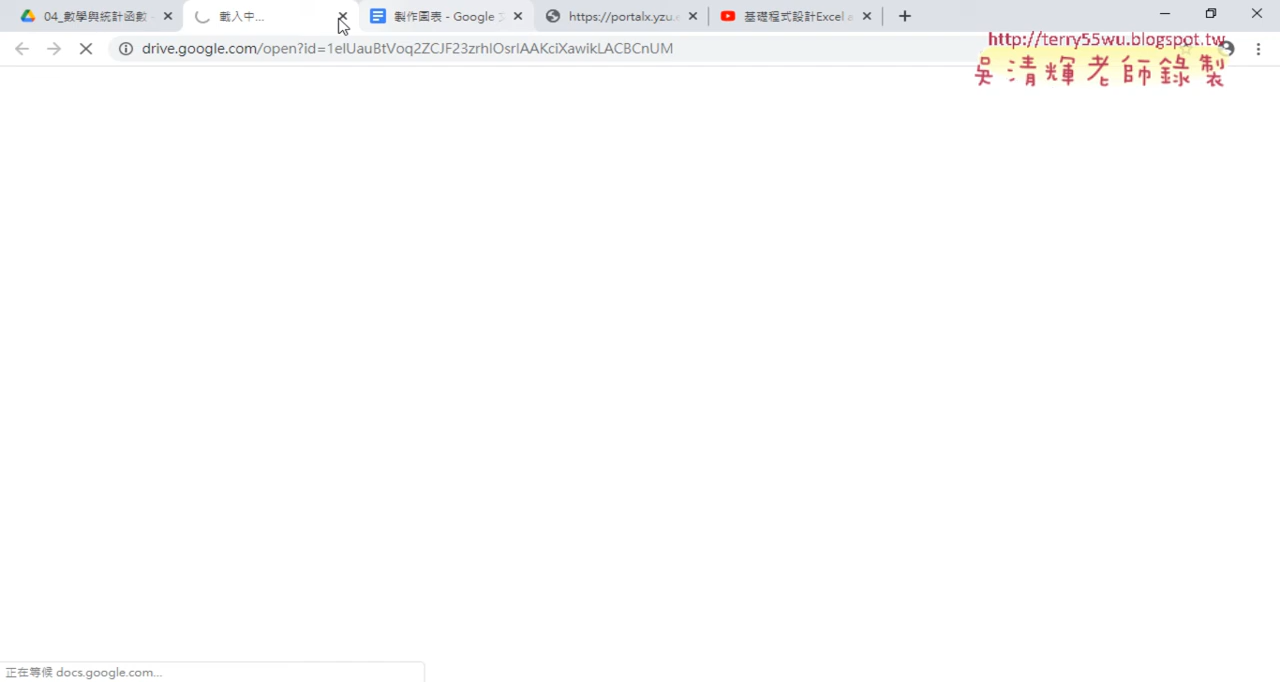 04_數學與統計函數 -
載入中...
製作圖表 - Google 文
https://portalx.yzu.e
基礎程式設計Excel a
drive.google.com/open?id=1eIUauBtVoq2ZCJF23zrhlOsrlAAKciXawikLACBCnUM
http://terry55wu.blogspot.tw
吳清輝老師錄製
正在等候 docs.google.com...